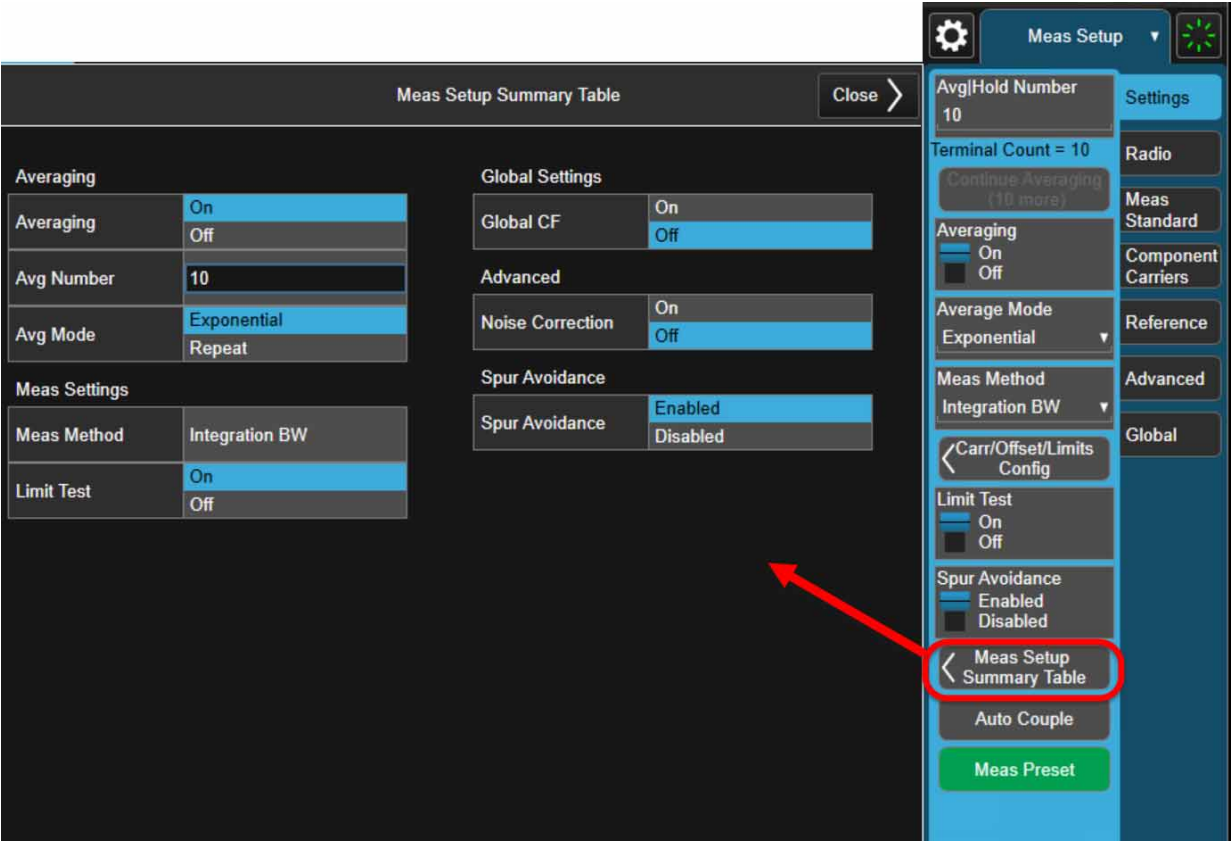 Meas Setup Summary Table
Close
Averaging
Averaging
On
Off
Avg Number
10
Avg Mode
Exponential
Repeat
Meas Settings
Meas Method
Integration BW
Limit Test
On
Off
Global Settings
Global CF
On
Off
Advanced
Noise Correction
On
Off
Spur Avoidance
Spur Avoidance
Enabled
Disabled
Meas Setup
Avg|Hold Number
10
Terminal Count = 10
Continue Averaging
(10 more)
Averaging
On
Off
Average Mode
Exponential
Meas Method
Integration BW
Carr/Offset/Limits
Config
Limit Test
On
Off
Spur Avoidance
Enabled
Disabled
Meas Setup
Summary Table
Auto Couple
Meas Preset
Settings
Radio
Meas
Standard
Component
Carriers
Reference
Advanced
Global